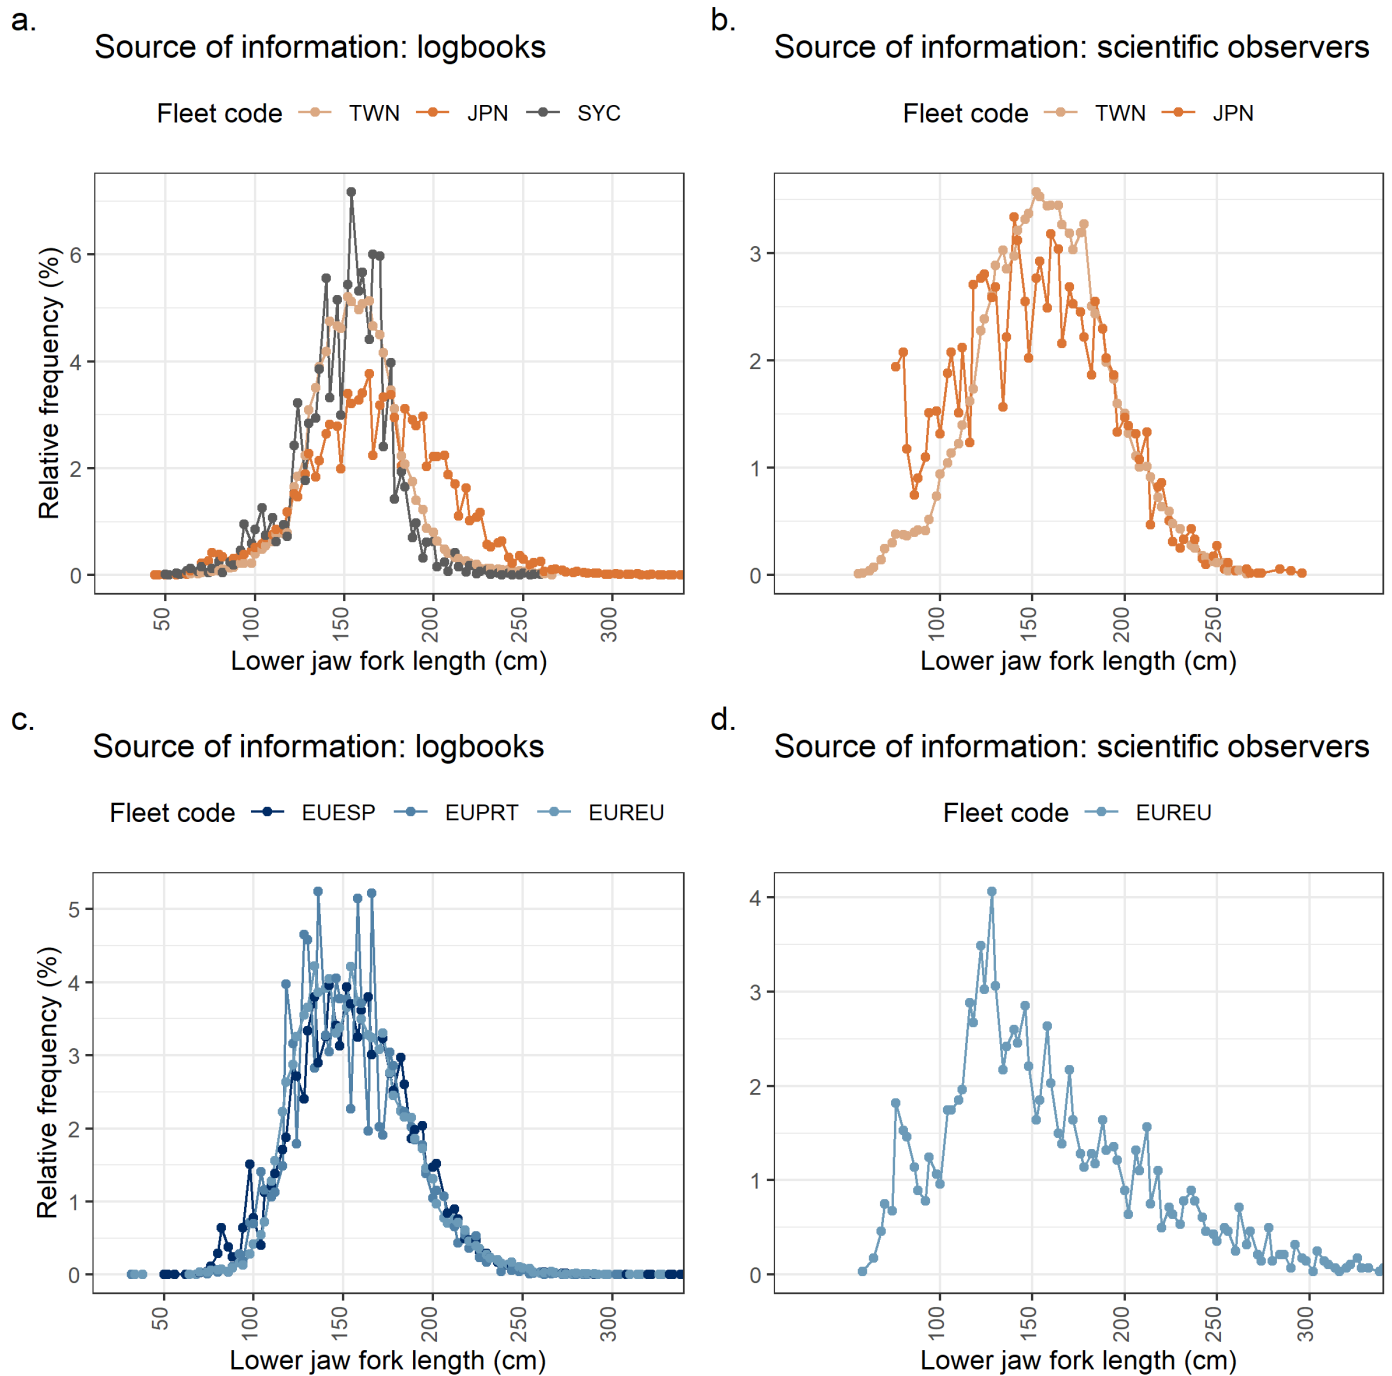 a.
Source of information: logbooks
Fleet code TWN JPN SYC
Relative frequency (%)
6
4
2
0
50 100 150 200 250 300
Lower jaw fork length (cm)
b.
Source of information: scientific observers
Fleet code TWN JPN
3
2
1
0
100 150 200 250
Lower jaw fork length (cm)
c.
Source of information: logbooks
Fleet code EUESP EUPRT EUREU
Relative frequency (%)
5
4
3
2
1
0
50 100 150 200 250 300
Lower jaw fork length (cm)
d.
Source of information: scientific observers
Fleet code EUREU
4
3
2
1
0
100 150 200 250 300
Lower jaw fork length (cm)